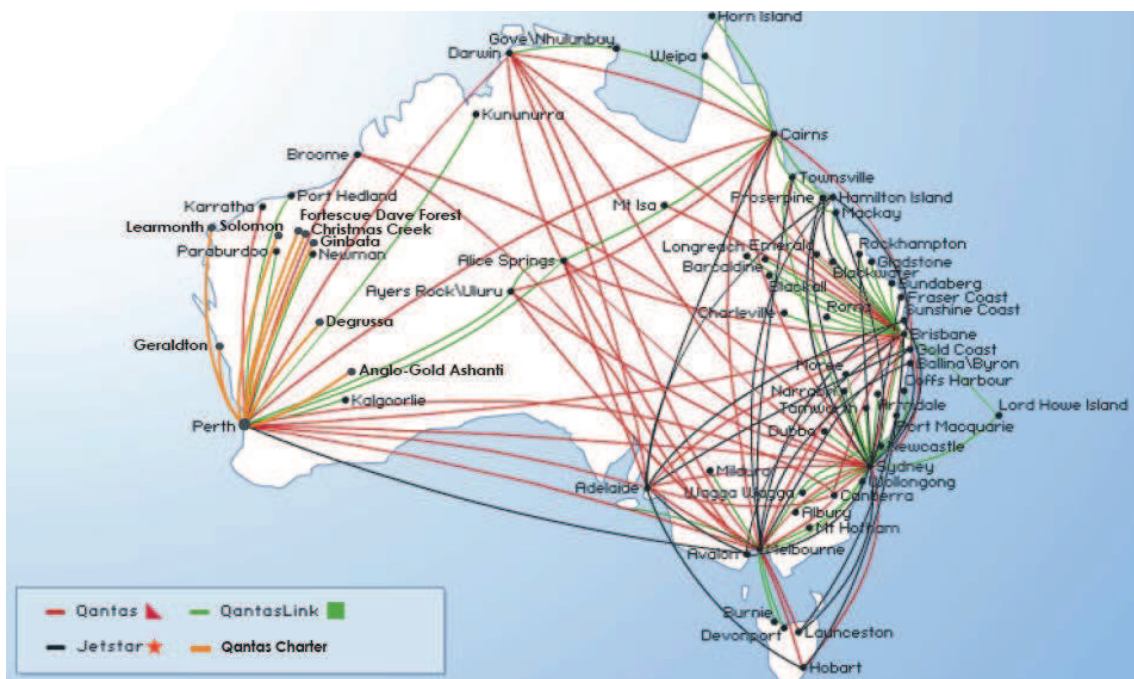 Horn Island
Gove\Nhulunbuy
Darwin
Weipa
Kununurra
Cairns
Broome
Townsville
Port Hedland
Proserpine
Hamilton Island
Karratha
Mt Isa
Mackay
Fortescue Dave Forest
Learmonth
Solomon
Christmas Creek
Ginbata
Longreach
Emerald
Rockhampton
Paraburdoo
Newman
Alice Springs
Barcaldine
Gladstone
Blackwater
Blackall
Bundaberg
Ayers Rock\Uluru
Fraser Coast
Sunshine Coast
Charleville
Roma
Degrussa
Brisbane
Geraldton
Gold Coast
Ballina\Byron
Moree
Anglo-Gold Ashanti
Coffs Harbour
Narrabri
Kalgoorlie
Tamworth
Armidale
Lord Howe Island
Perth
Port Macquarie
Dubbo
Newcastle
Sydney
Mildura
Wollongong
Adelaide
Wagga Wagga
Canberra
Albury
Mt Hotham
Avalon
Melbourne
Burnie
Devonport
Launceston
Hobart
Qantas
QantasLink
Jetstar
Qantas Charter